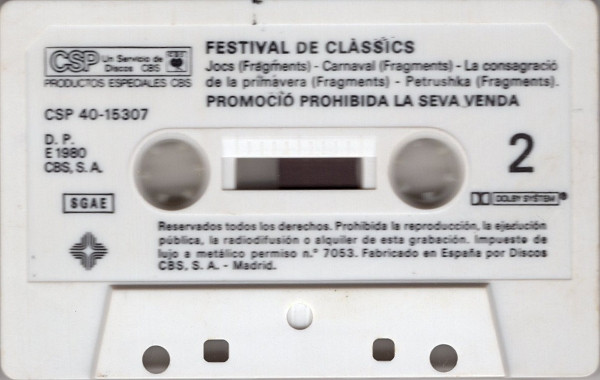 CSP Un Servicio de Discos CBS
PRODUCTOS ESPECIALES CBS
FESTIVAL DE CLÀSSICS
Jocs (Fragments) - Carnaval (Fragments) - La consagració
de la primavera (Fragments) - Petrushka (Fragments).
PROMOCIÓ PROHIBIDA LA SEVA VENDA
CSP 40-15307
D. P.
E 1980
CBS, S.A.
2
SGAE
DOLBY SYSTEM®
Reservados todos los derechos. Prohibida la reproducción, la ejecución
pública, la radiodifusión o alquiler de esta grabación. Impuesto de
lujo a metálico permiso n.° 7053. Fabricado en España por Discos
CBS, S. A. - Madrid.